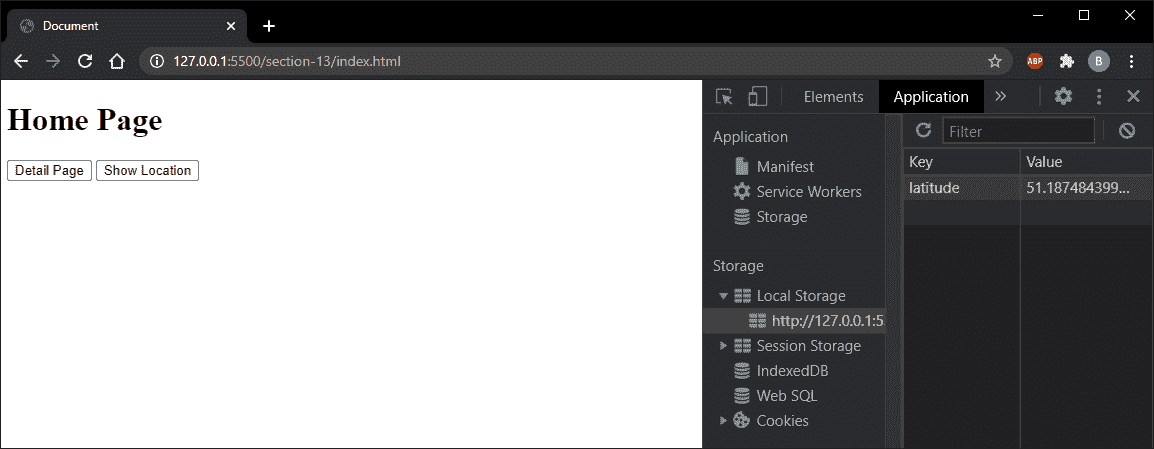 Document
127.0.0.1:5500/section-13/index.html
ABP
B
Home Page
Detail Page Show Location
Elements Application
Application
Manifest
Service Workers
Storage
Storage
Local Storage
http://127.0.0.1:5
Session Storage
IndexedDB
Web SQL
Cookies
Filter
Key Value
latitude 51.187484399...